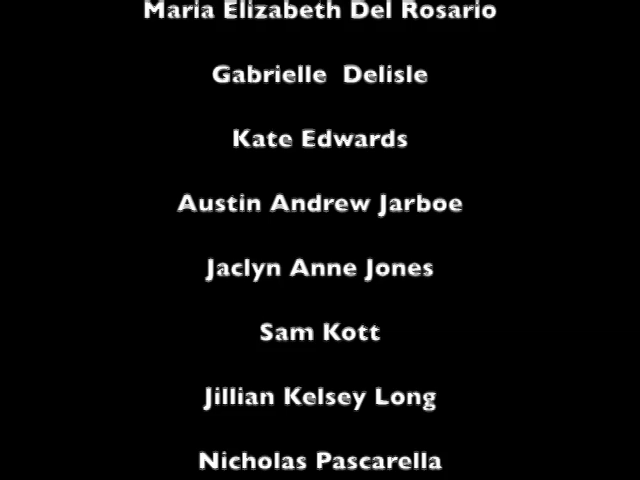 Maria Elizabeth Del Rosario
Gabrielle  Delisle
Kate Edwards
Austin Andrew Jarboe
Jaclyn Anne Jones
Sam Kott
Jillian Kelsey Long
Nicholas Pascarella